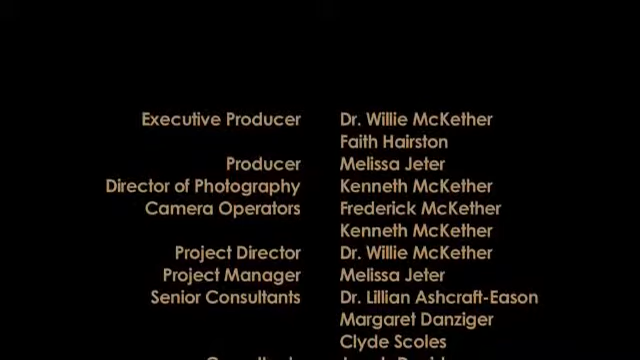 Executive Producer Dr. Willie McKether
Faith Hairston
Producer Melissa Jeter
Director of Photography Kenneth McKether
Camera Operators Frederick McKether
Kenneth McKether
Project Director Dr. Willie McKether
Project Manager Melissa Jeter
Senior Consultants Dr. Lillian Ashcraft-Eason
Margaret Danziger
Clyde Scoles